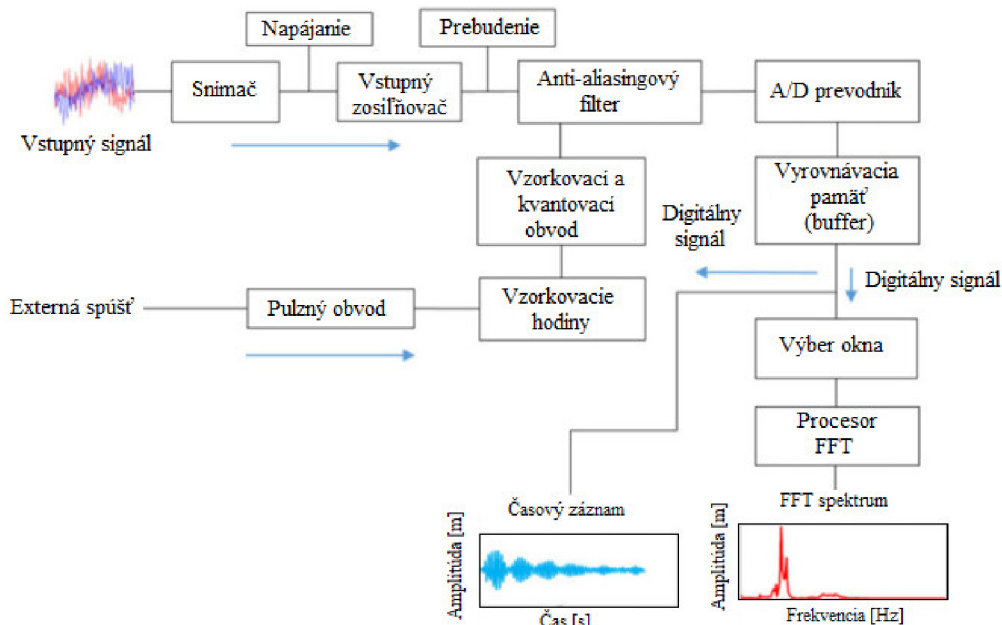 Napájanie
Prebudenie
Snímač
Vstupný
zosilňovač
Anti-aliasingový
filter
A/D prevodník
Vstupný signál
Vzorkovací a
kvantovací
obvod
Vyrovnávacia
pamäť
(buffer)
Digitálny
signál
Digitálny signál
Externá spúšť
Pulzný obvod
Vzorkovacie
hodiny
Výber okna
Procesor
FFT
Časový záznam
FFT spektrum
Amplitúda [m]
Čas [s]
Amplitúda [m]
Frekvencia [Hz]